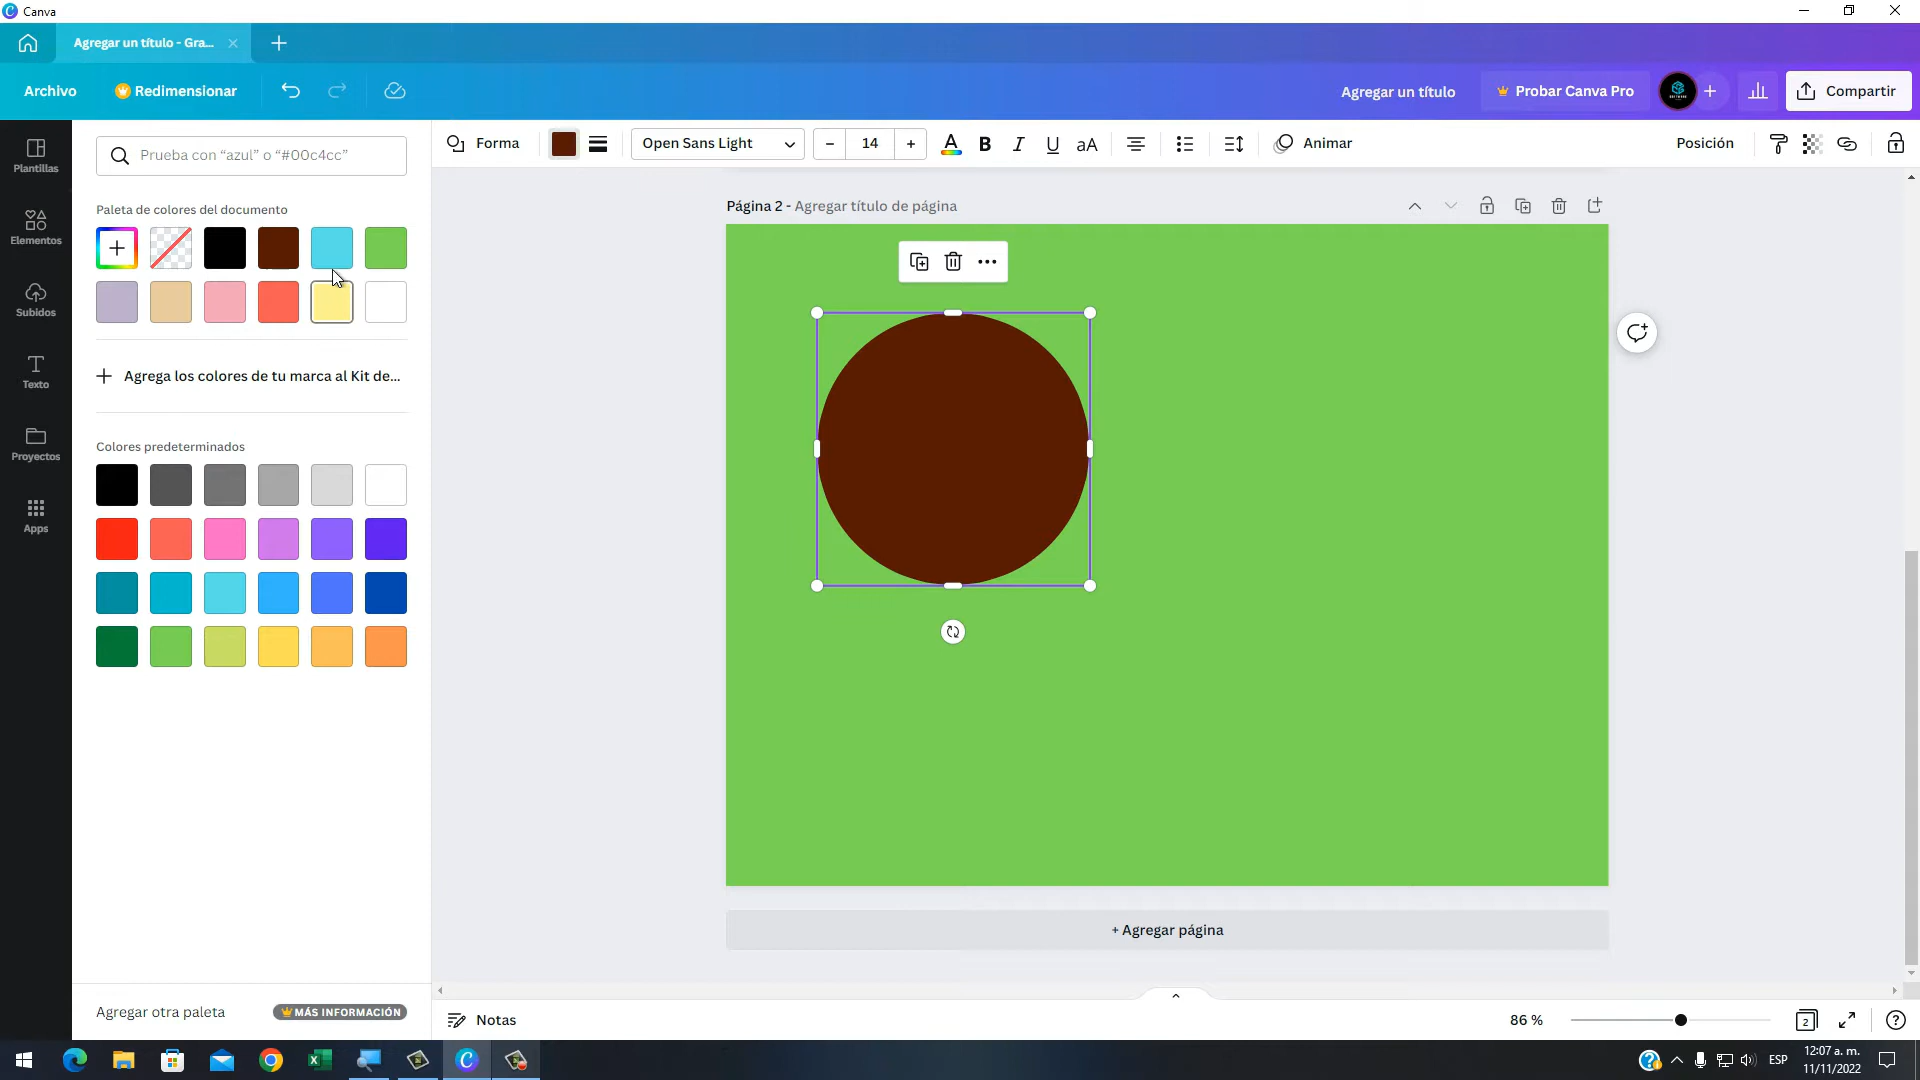 Canva
Agregar un título - Gra...
Archivo
Redimensionar
Agregar un título
Probar Canva Pro
Compartir
Plantillas
Elementos
Subidos
Texto
Proyectos
Apps
Prueba con “azul” o “#00c4cc”
Paleta de colores del documento
Agrega los colores de tu marca al Kit de...
Colores predeterminados
Agregar otra paleta
MÁS INFORMACIÓN
Forma
Open Sans Light
– 14 +
A B I U aA
Animar
Posición
Página 2 - Agregar título de página
+ Agregar página
Notas
86 %
2
ESP
12:07 a. m.
11/11/2022